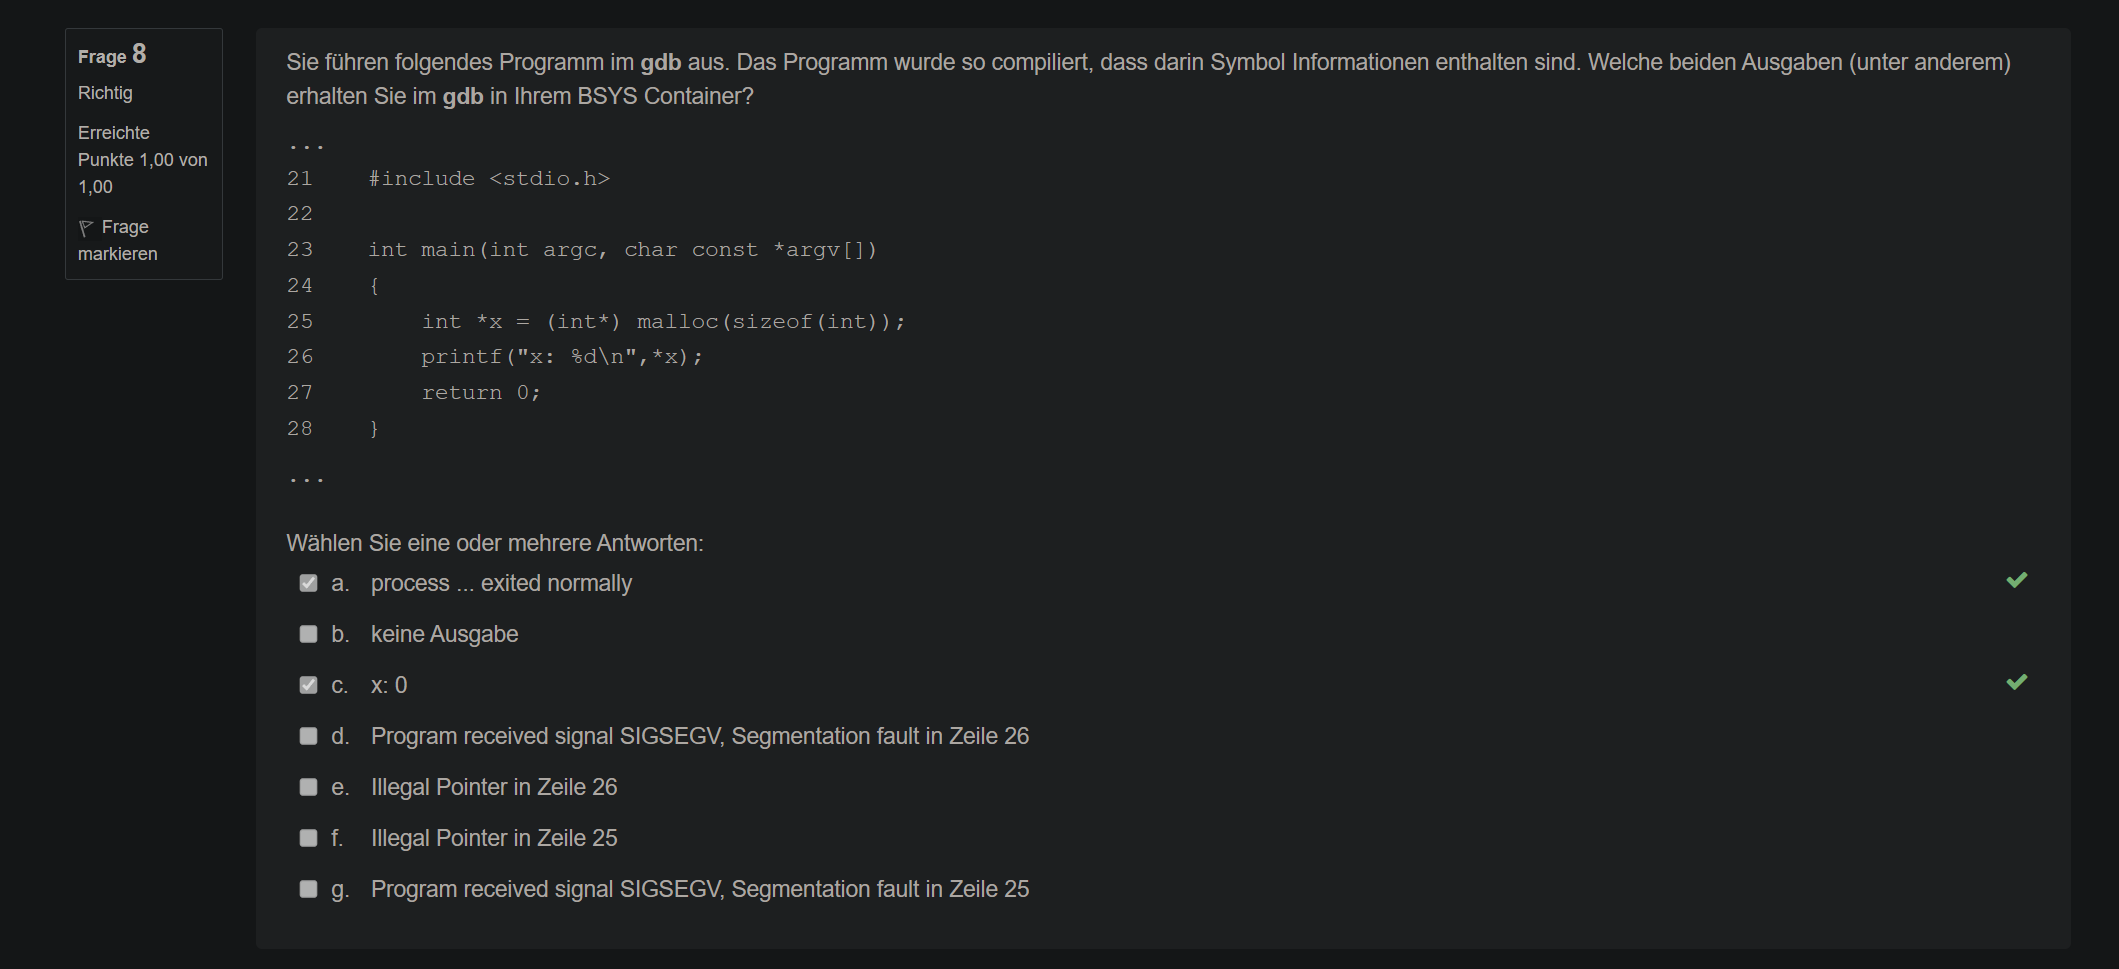 Frage 8
Richtig
Erreichte
Punkte 1,00 von
1,00
Frage
markieren
Sie führen folgendes Programm im gdb aus. Das Programm wurde so compiliert, dass darin Symbol Informationen enthalten sind. Welche beiden Ausgaben (unter anderem)
erhalten Sie im gdb in Ihrem BSYS Container?
...
21 #include <stdio.h>
22
23 int main(int argc, char const *argv[])
24 {
25 int *x = (int*) malloc(sizeof(int));
26 printf("x: %d\n",*x);
27 return 0;
28 }
...
Wählen Sie eine oder mehrere Antworten:
a. process ... exited normally
b. keine Ausgabe
c. x: 0
d. Program received signal SIGSEGV, Segmentation fault in Zeile 26
e. Illegal Pointer in Zeile 26
f. Illegal Pointer in Zeile 25
g. Program received signal SIGSEGV, Segmentation fault in Zeile 25